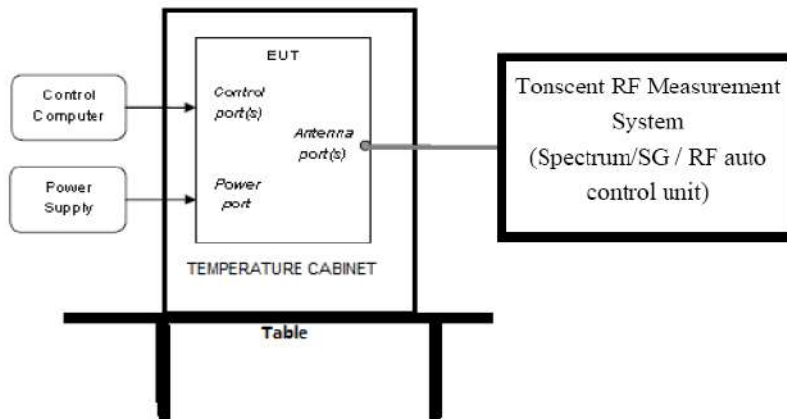 EUT
Control
Computer
Control
port(s)
Antenna
port(s)
Power
Supply
Power
port
TEMPERATURE CABINET
Table
Tonscent RF Measurement
System
(Spectrum/SG / RF auto
control unit)